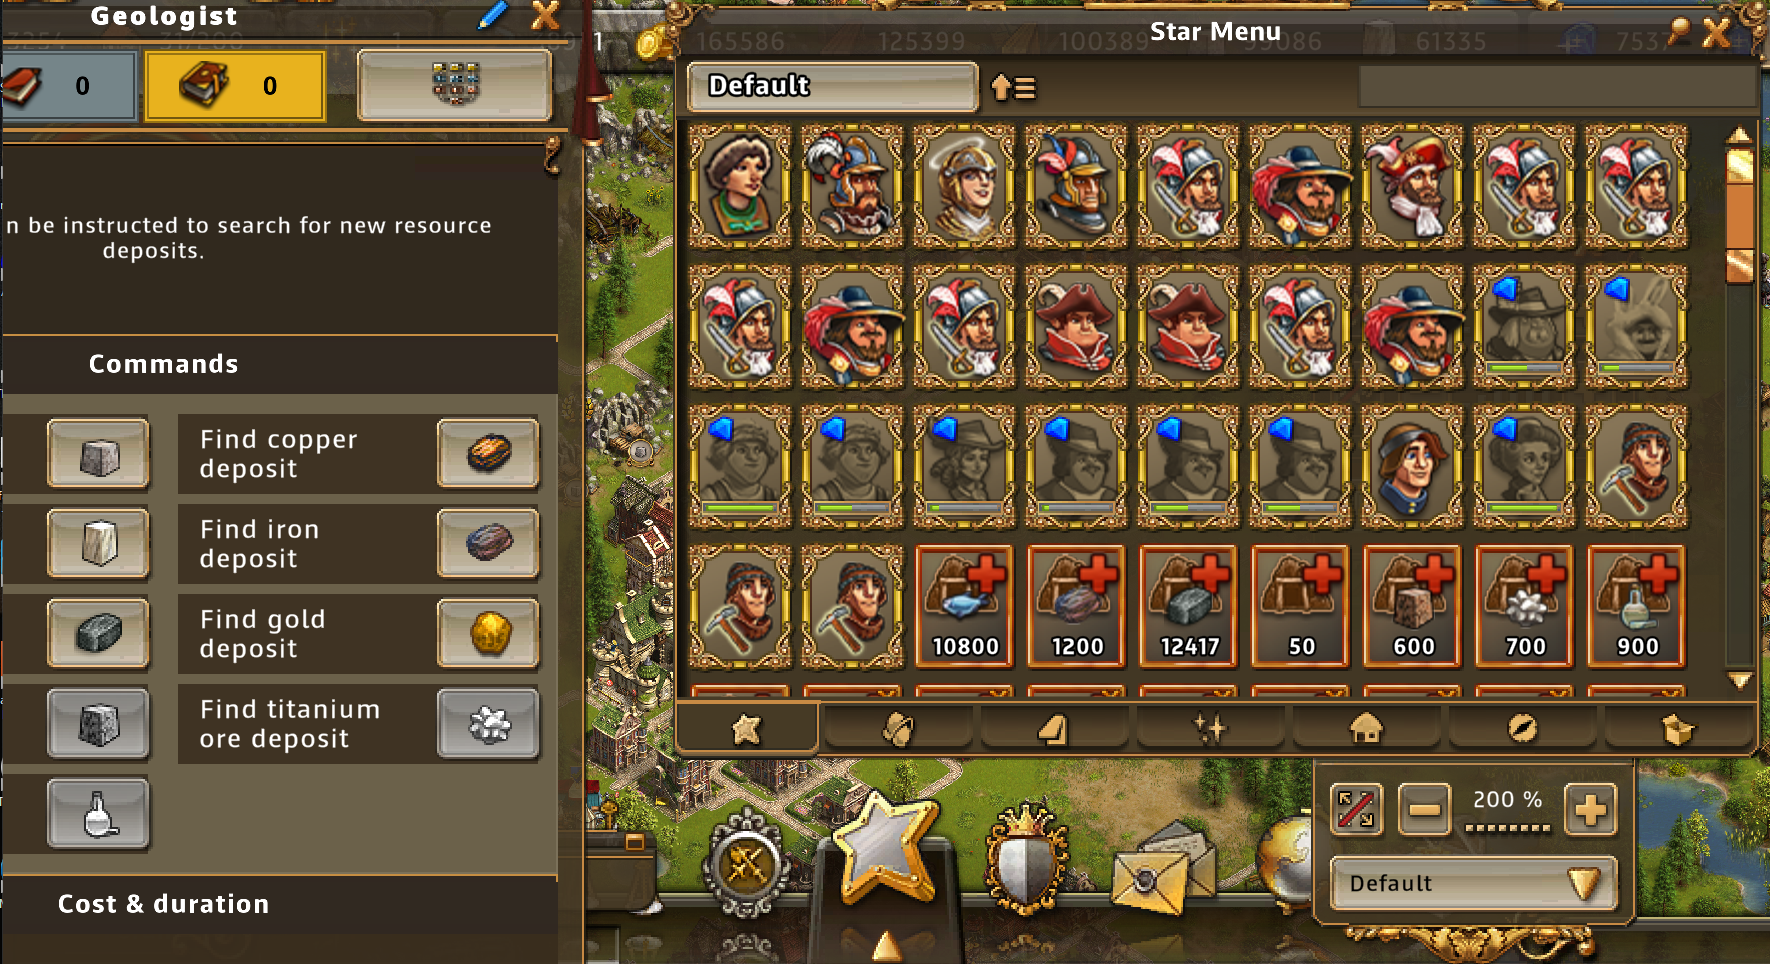 Geologist
0
0
n be instructed to search for new resource
deposits.
Commands
Find copper
deposit
Find iron
deposit
Find gold
deposit
Find titanium
ore deposit
Cost & duration
1
165586
125399
100389
61335
Star Menu
Default
10800
1200
12417
50
600
700
900
200 %
Default